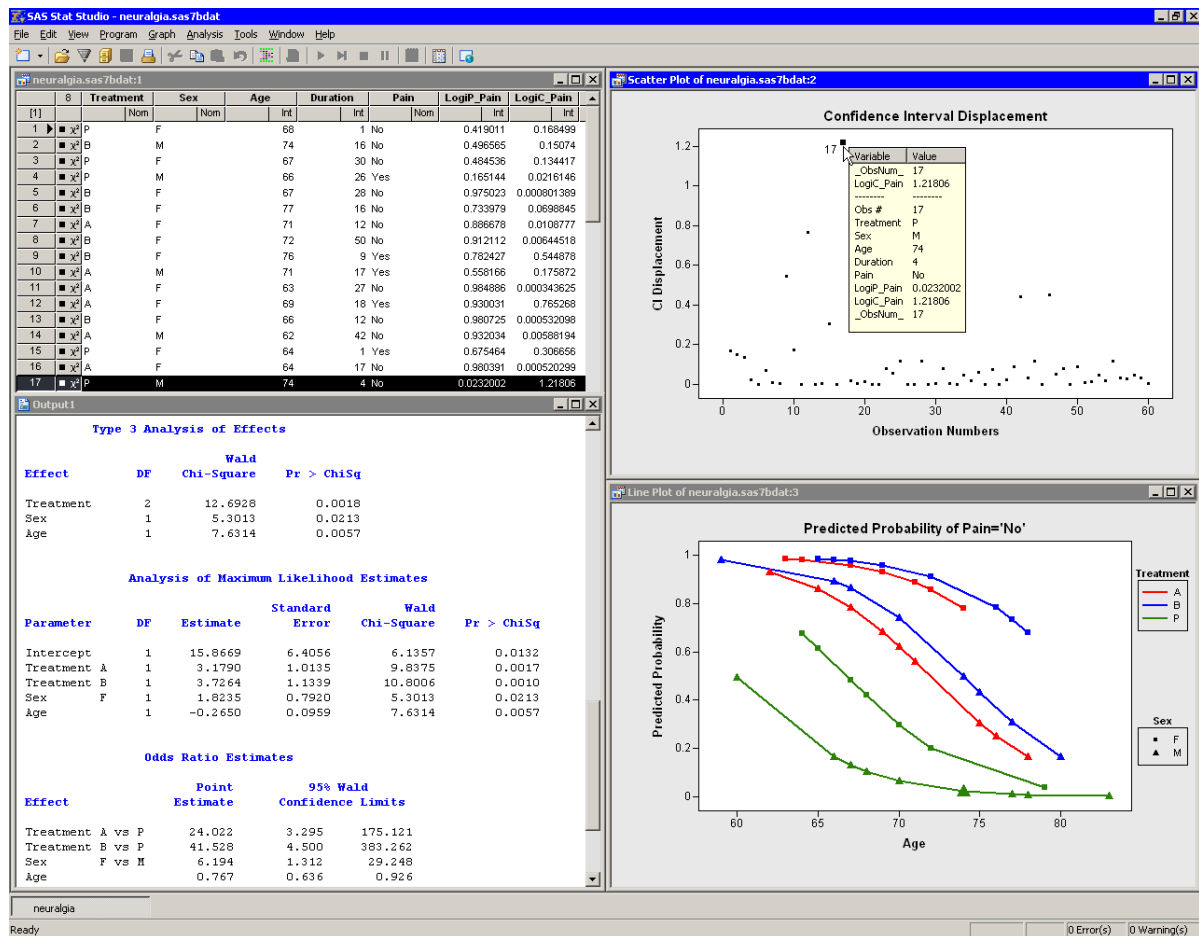 SAS Stat Studio - neuralgia.sas7bdat
File Edit View Program Graph Analysis Tools Window Help
neuralgia.sas7bdat:1
8 Treatment Sex Age Duration Pain LogiP_Pain LogiC_Pain
[1] Nom Nom Int Int Nom Int Int
1 χ² P F 68 1 No 0.419011 0.168499
2 χ² B M 74 16 No 0.496565 0.15074
3 χ² P F 67 30 No 0.484536 0.134417
4 χ² P M 66 26 Yes 0.165144 0.0216146
5 χ² B F 67 28 No 0.975023 0.000801389
6 χ² B F 77 16 No 0.733979 0.0698845
7 χ² A F 71 12 No 0.886678 0.0108777
8 χ² B F 72 50 No 0.912112 0.00644518
9 χ² B F 76 9 Yes 0.782427 0.544878
10 χ² A M 71 17 Yes 0.558166 0.175872
11 χ² A F 63 27 No 0.984886 0.000343625
12 χ² A F 69 18 Yes 0.930031 0.765268
13 χ² B F 66 12 No 0.980725 0.000532098
14 χ² A M 62 42 No 0.932034 0.00588194
15 χ² P F 64 1 Yes 0.675464 0.306656
16 χ² A F 64 17 No 0.980391 0.000520299
17 χ² P M 74 4 No 0.0232002 1.21806
Output1
Type 3 Analysis of Effects
Wald
Effect DF Chi-Square Pr > ChiSq
Treatment 2 12.6928 0.0018
Sex 1 5.3013 0.0213
Age 1 7.6314 0.0057
Analysis of Maximum Likelihood Estimates
Standard Wald
Parameter DF Estimate Error Chi-Square Pr > ChiSq
Intercept 1 15.8669 6.4056 6.1357 0.0132
Treatment A 1 3.1790 1.0135 9.8375 0.0017
Treatment B 1 3.7264 1.1339 10.8006 0.0010
Sex F 1 1.8235 0.7920 5.3013 0.0213
Age 1 -0.2650 0.0959 7.6314 0.0057
Odds Ratio Estimates
Point 95% Wald
Effect Estimate Confidence Limits
Treatment A vs P 24.022 3.295 175.121
Treatment B vs P 41.528 4.500 383.262
Sex F vs M 6.194 1.312 29.248
Age 0.767 0.636 0.926
Scatter Plot of neuralgia.sas7bdat:2
Confidence Interval Displacement
CI Displacement
1.2
1
0.8
0.6
0.4
0.2
0
17
Variable Value
_ObsNum_ 17
LogiC_Pain 1.21806
-------- --------
Obs # 17
Treatment P
Sex M
Age 74
Duration 4
Pain No
LogiP_Pain 0.0232002
LogiC_Pain 1.21806
_ObsNum_ 17
0 10 20 30 40 50 60
Observation Numbers
Line Plot of neuralgia.sas7bdat:3
Predicted Probability of Pain='No'
Predicted Probability
1
0.8
0.6
0.4
0.2
0
60 65 70 75 80
Age
Treatment
A
B
P
Sex
F
M
neuralgia
Ready
0 Error(s) 0 Warning(s)